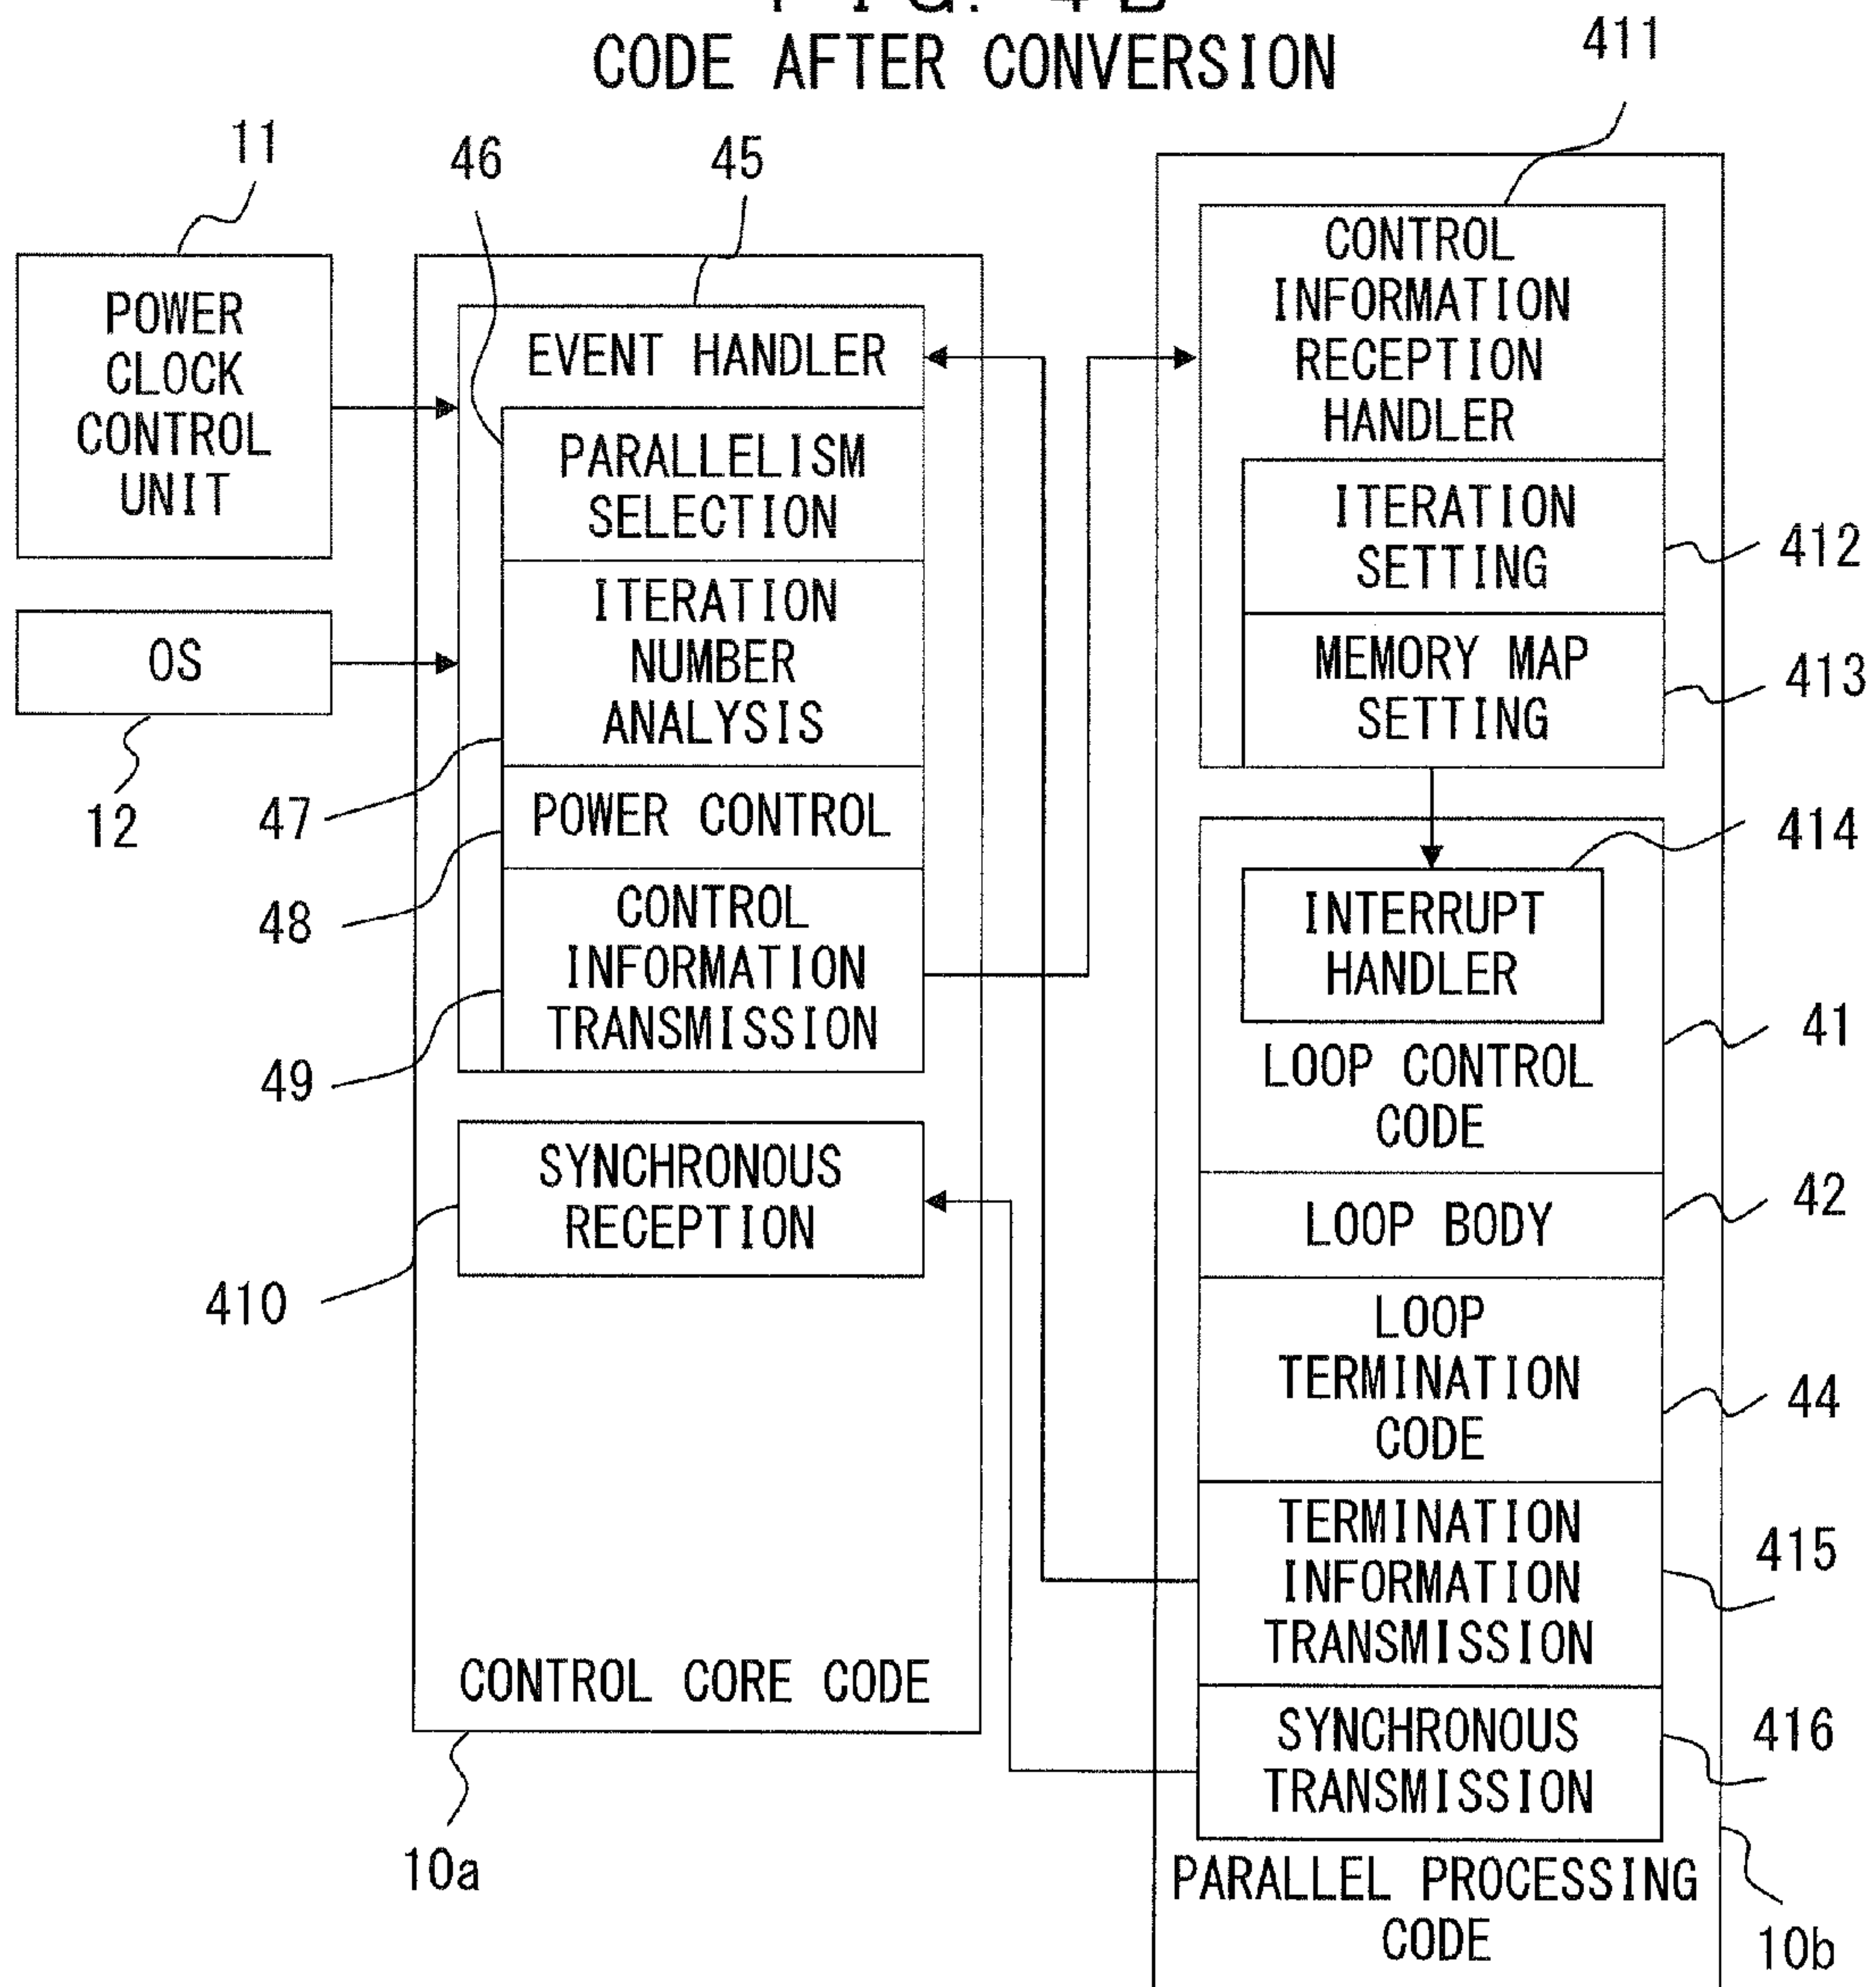 FIG. 4B
CODE AFTER CONVERSION
411
11
46
45
POWER
CLOCK
CONTROL
UNIT
OS
12
EVENT HANDLER
PARALLELISM
SELECTION
ITERATION
NUMBER
ANALYSIS
47
POWER CONTROL
48
CONTROL
INFORMATION
TRANSMISSION
49
SYNCHRONOUS
RECEPTION
410
CONTROL CORE CODE
10a
CONTROL
INFORMATION
RECEPTION
HANDLER
ITERATION
SETTING
412
MEMORY MAP
SETTING
413
414
INTERRUPT
HANDLER
41
LOOP CONTROL
CODE
42
LOOP BODY
LOOP
TERMINATION
CODE
44
TERMINATION
INFORMATION
TRANSMISSION
415
SYNCHRONOUS
TRANSMISSION
416
PARALLEL PROCESSING
CODE
10b